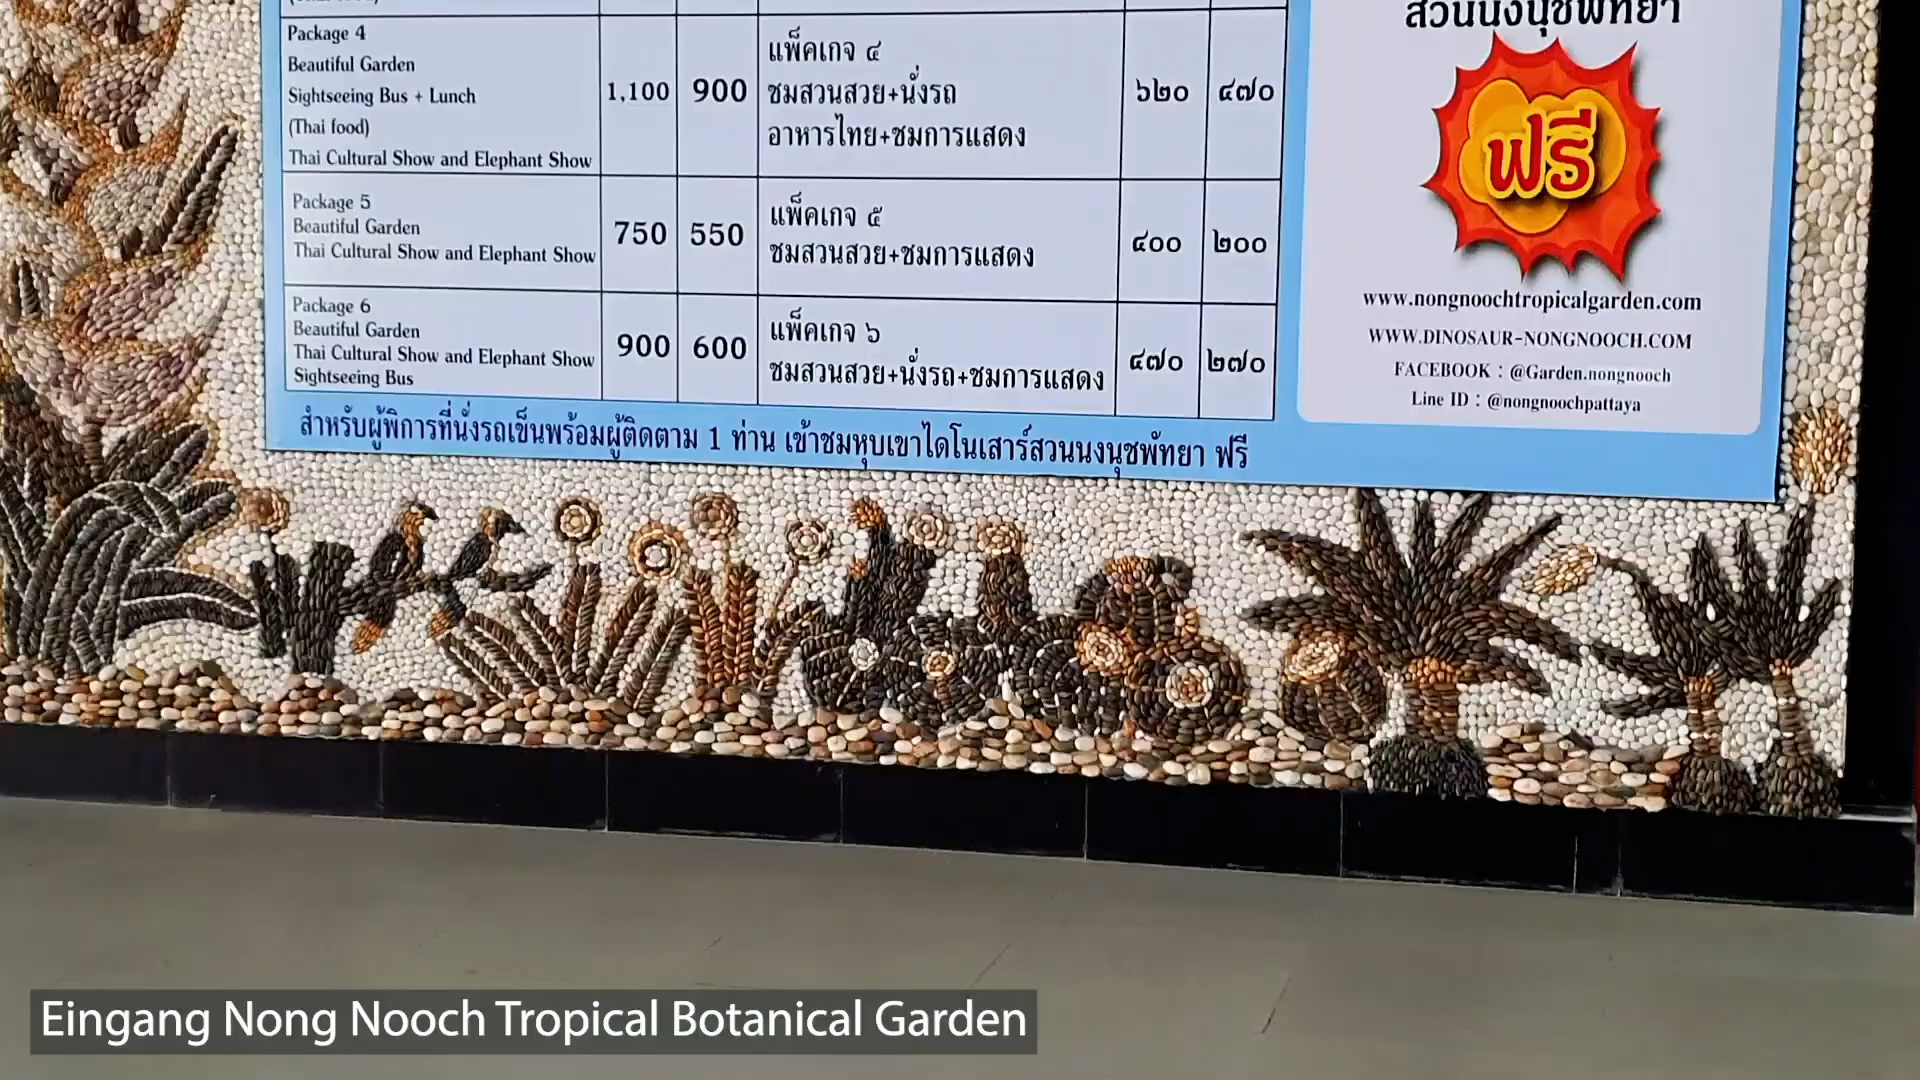 Package 4
Beautiful Garden
Sightseeing Bus + Lunch
(Thai food)
Thai Cultural Show and Elephant Show
1,100
900
แพ็คเกจ ๔
ชมสวนสวย+นั่งรถ
อาหารไทย+ชมการแสดง
๖๒๐
๔๗๐
Package 5
Beautiful Garden
Thai Cultural Show and Elephant Show
750
550
แพ็คเกจ ๕
ชมสวนสวย+ชมการแสดง
๔๐๐
๒๐๐
Package 6
Beautiful Garden
Thai Cultural Show and Elephant Show
Sightseeing Bus
900
600
แพ็คเกจ ๖
ชมสวนสวย+นั่งรถ+ชมการแสดง
๔๗๐
๒๗๐
สำหรับผู้พิการที่นั่งรถเข็นพร้อมผู้ติดตาม 1 ท่าน เข้าชมหุบเขาไดโนเสาร์สวนนงนุชพัทยา ฟรี
สวนนงนุชพัทยา
ฟรี
www.nongnoochtropicalgarden.com
WWW.DINOSAUR-NONGNOOCH.COM
FACEBOOK : @Garden.nongnooch
Line ID : @nongnoochpattaya
Eingang Nong Nooch Tropical Botanical Garden